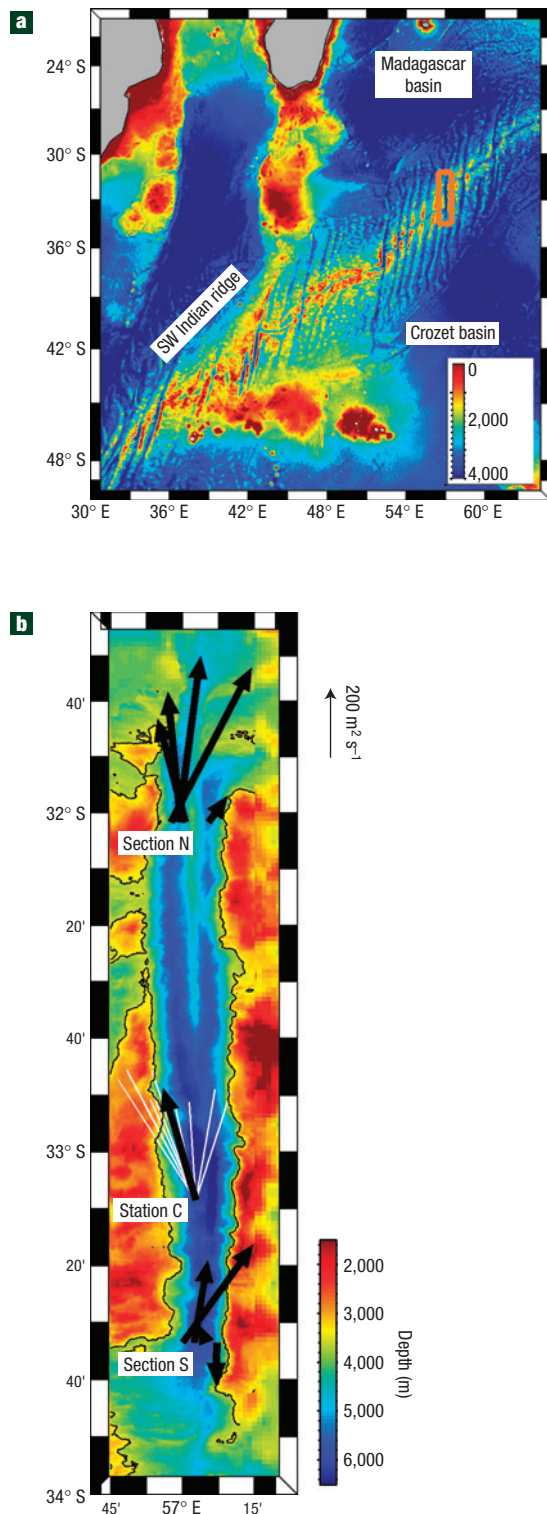 a
24° S
30° S
36° S
42° S
48° S
Madagascar
basin
SW Indian ridge
Crozet basin
0
2,000
4,000
30° E
36° E
42° E
48° E
54° E
60° E
b
40'
32° S
20'
40'
33° S
20'
40'
34° S
Section N
Station C
Section S
200 m² s⁻¹
2,000
3,000
4,000
5,000
6,000
Depth (m)
45'
57° E
15'